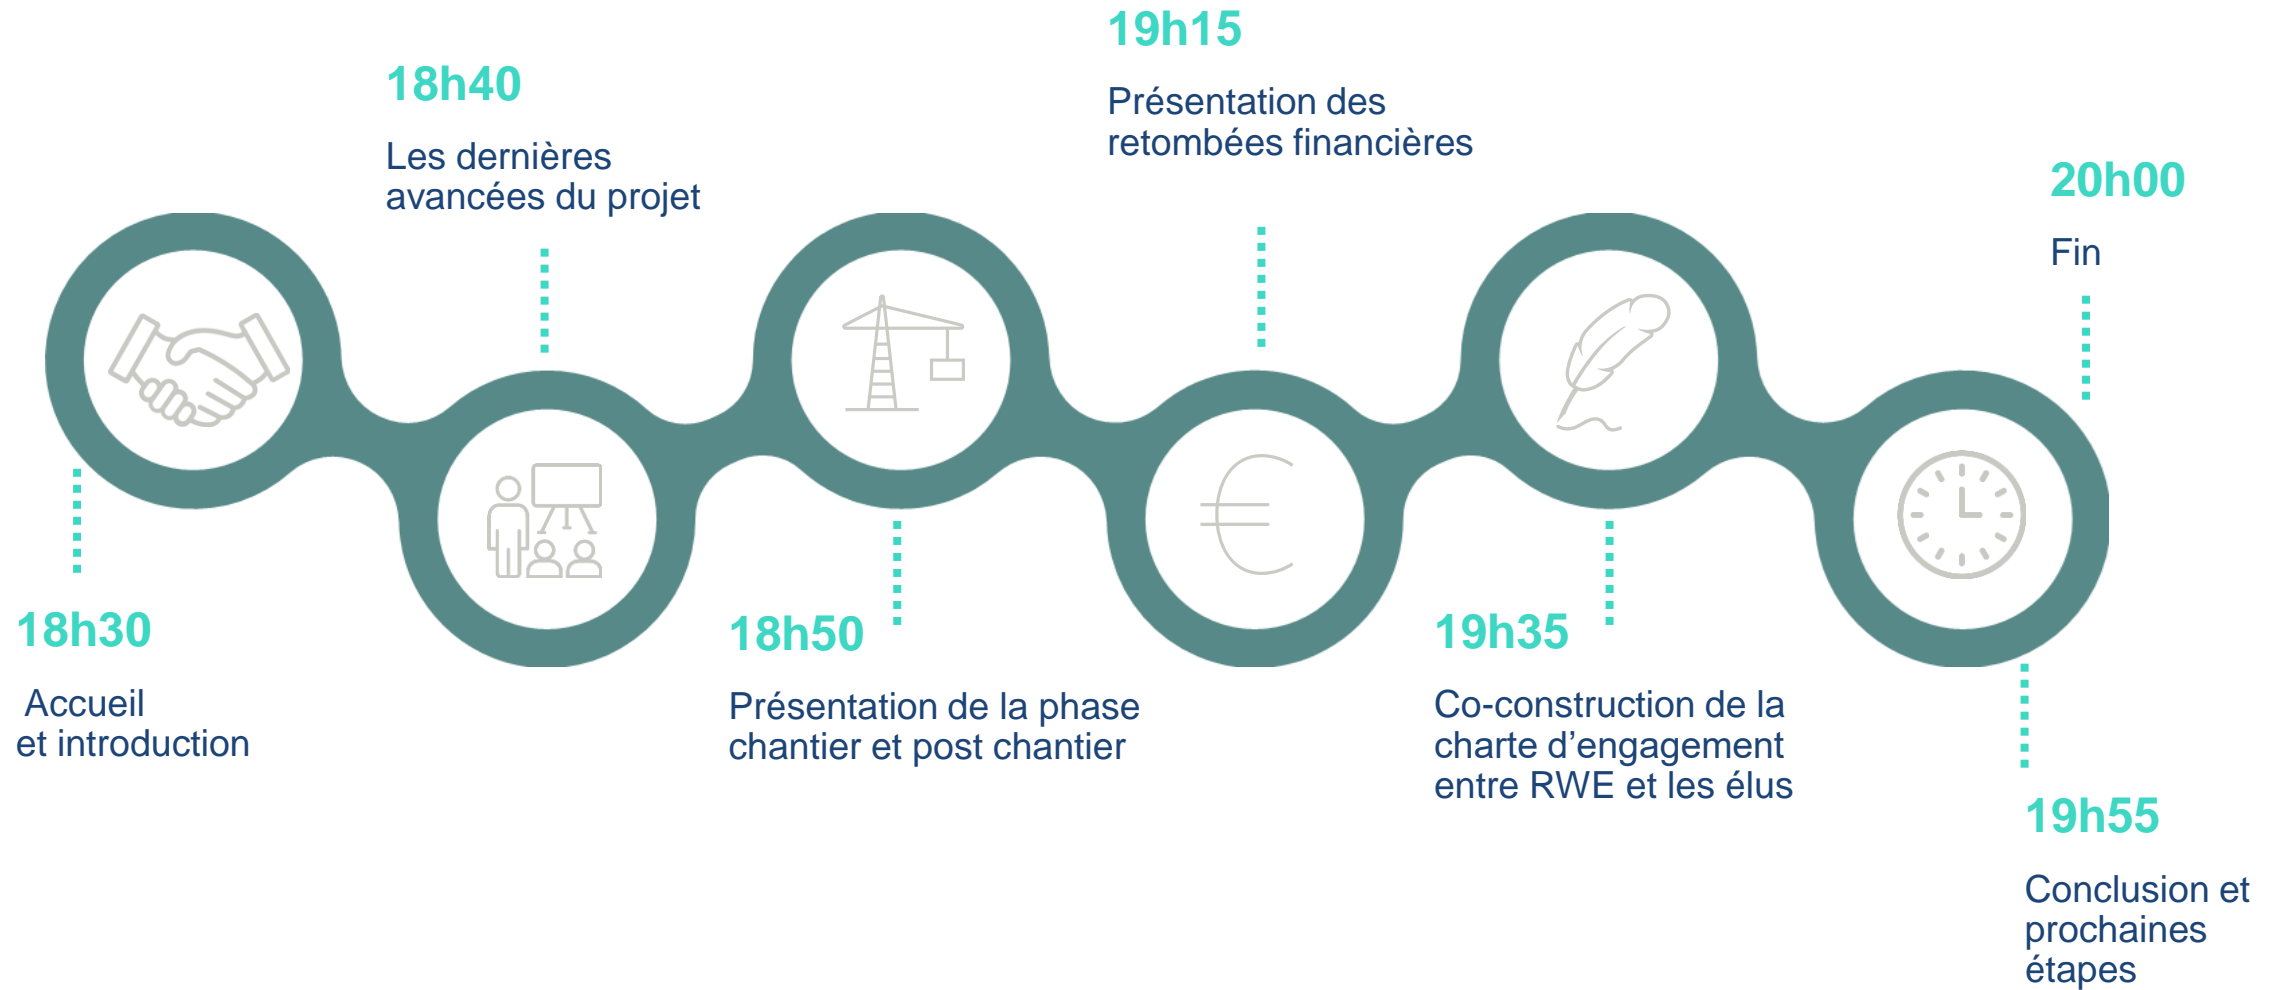 18h30
Accueil
et introduction
18h40
Les dernières
avancées du projet
18h50
Présentation de la phase
chantier et post chantier
19h15
Présentation des
retombées financières
19h35
Co-construction de la
charte d’engagement
entre RWE et les élus
19h55
Conclusion et
prochaines
étapes
20h00
Fin